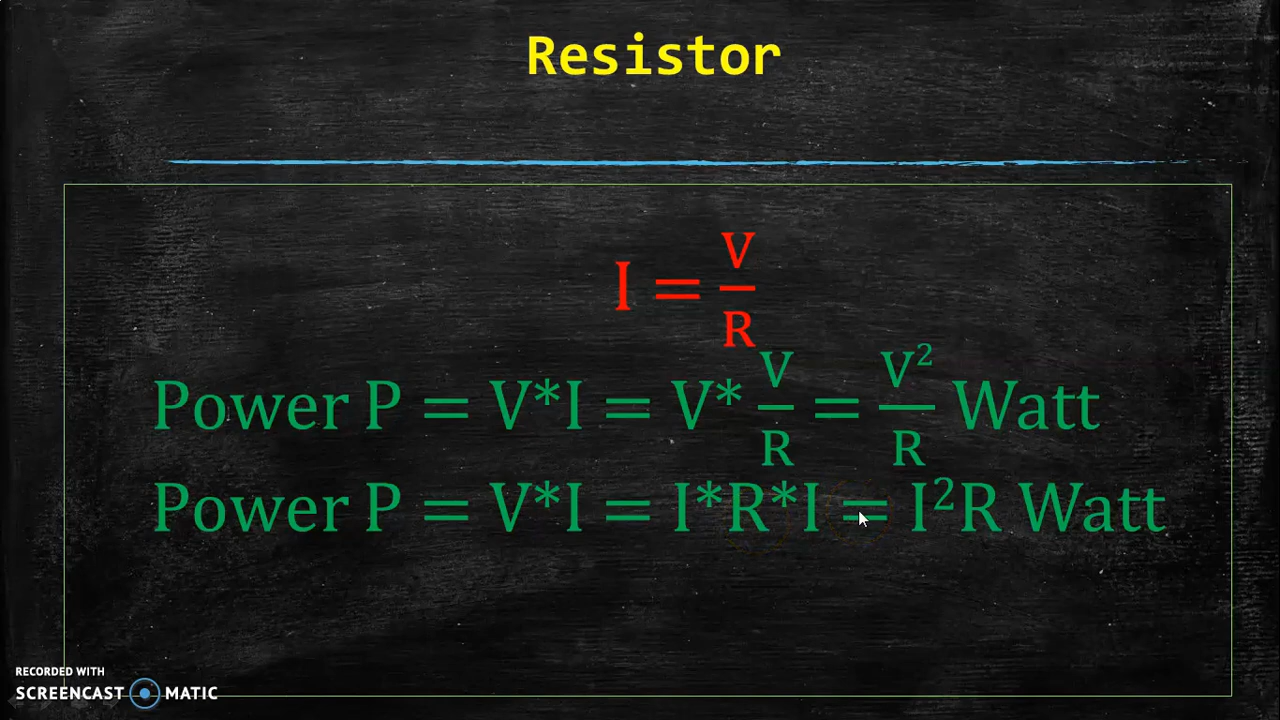 Resistor
I = V/R
Power P = V*I = V* V/R = V²/R Watt
Power P = V*I = I*R*I = I²R Watt
RECORDED WITH
SCREENCAST MATIC